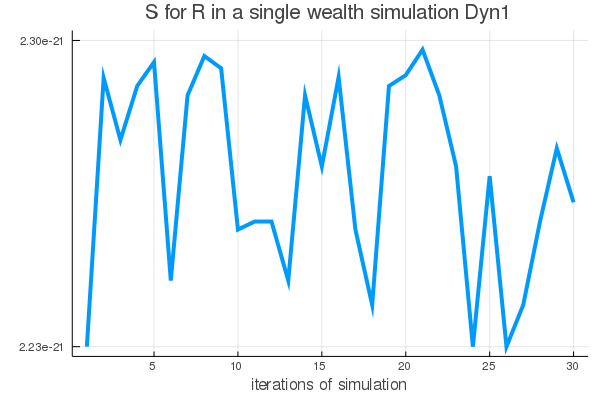 S for R in a single wealth simulation Dyn1
2.30e-21
2.23e-21
5 10 15 20 25 30
iterations of simulation